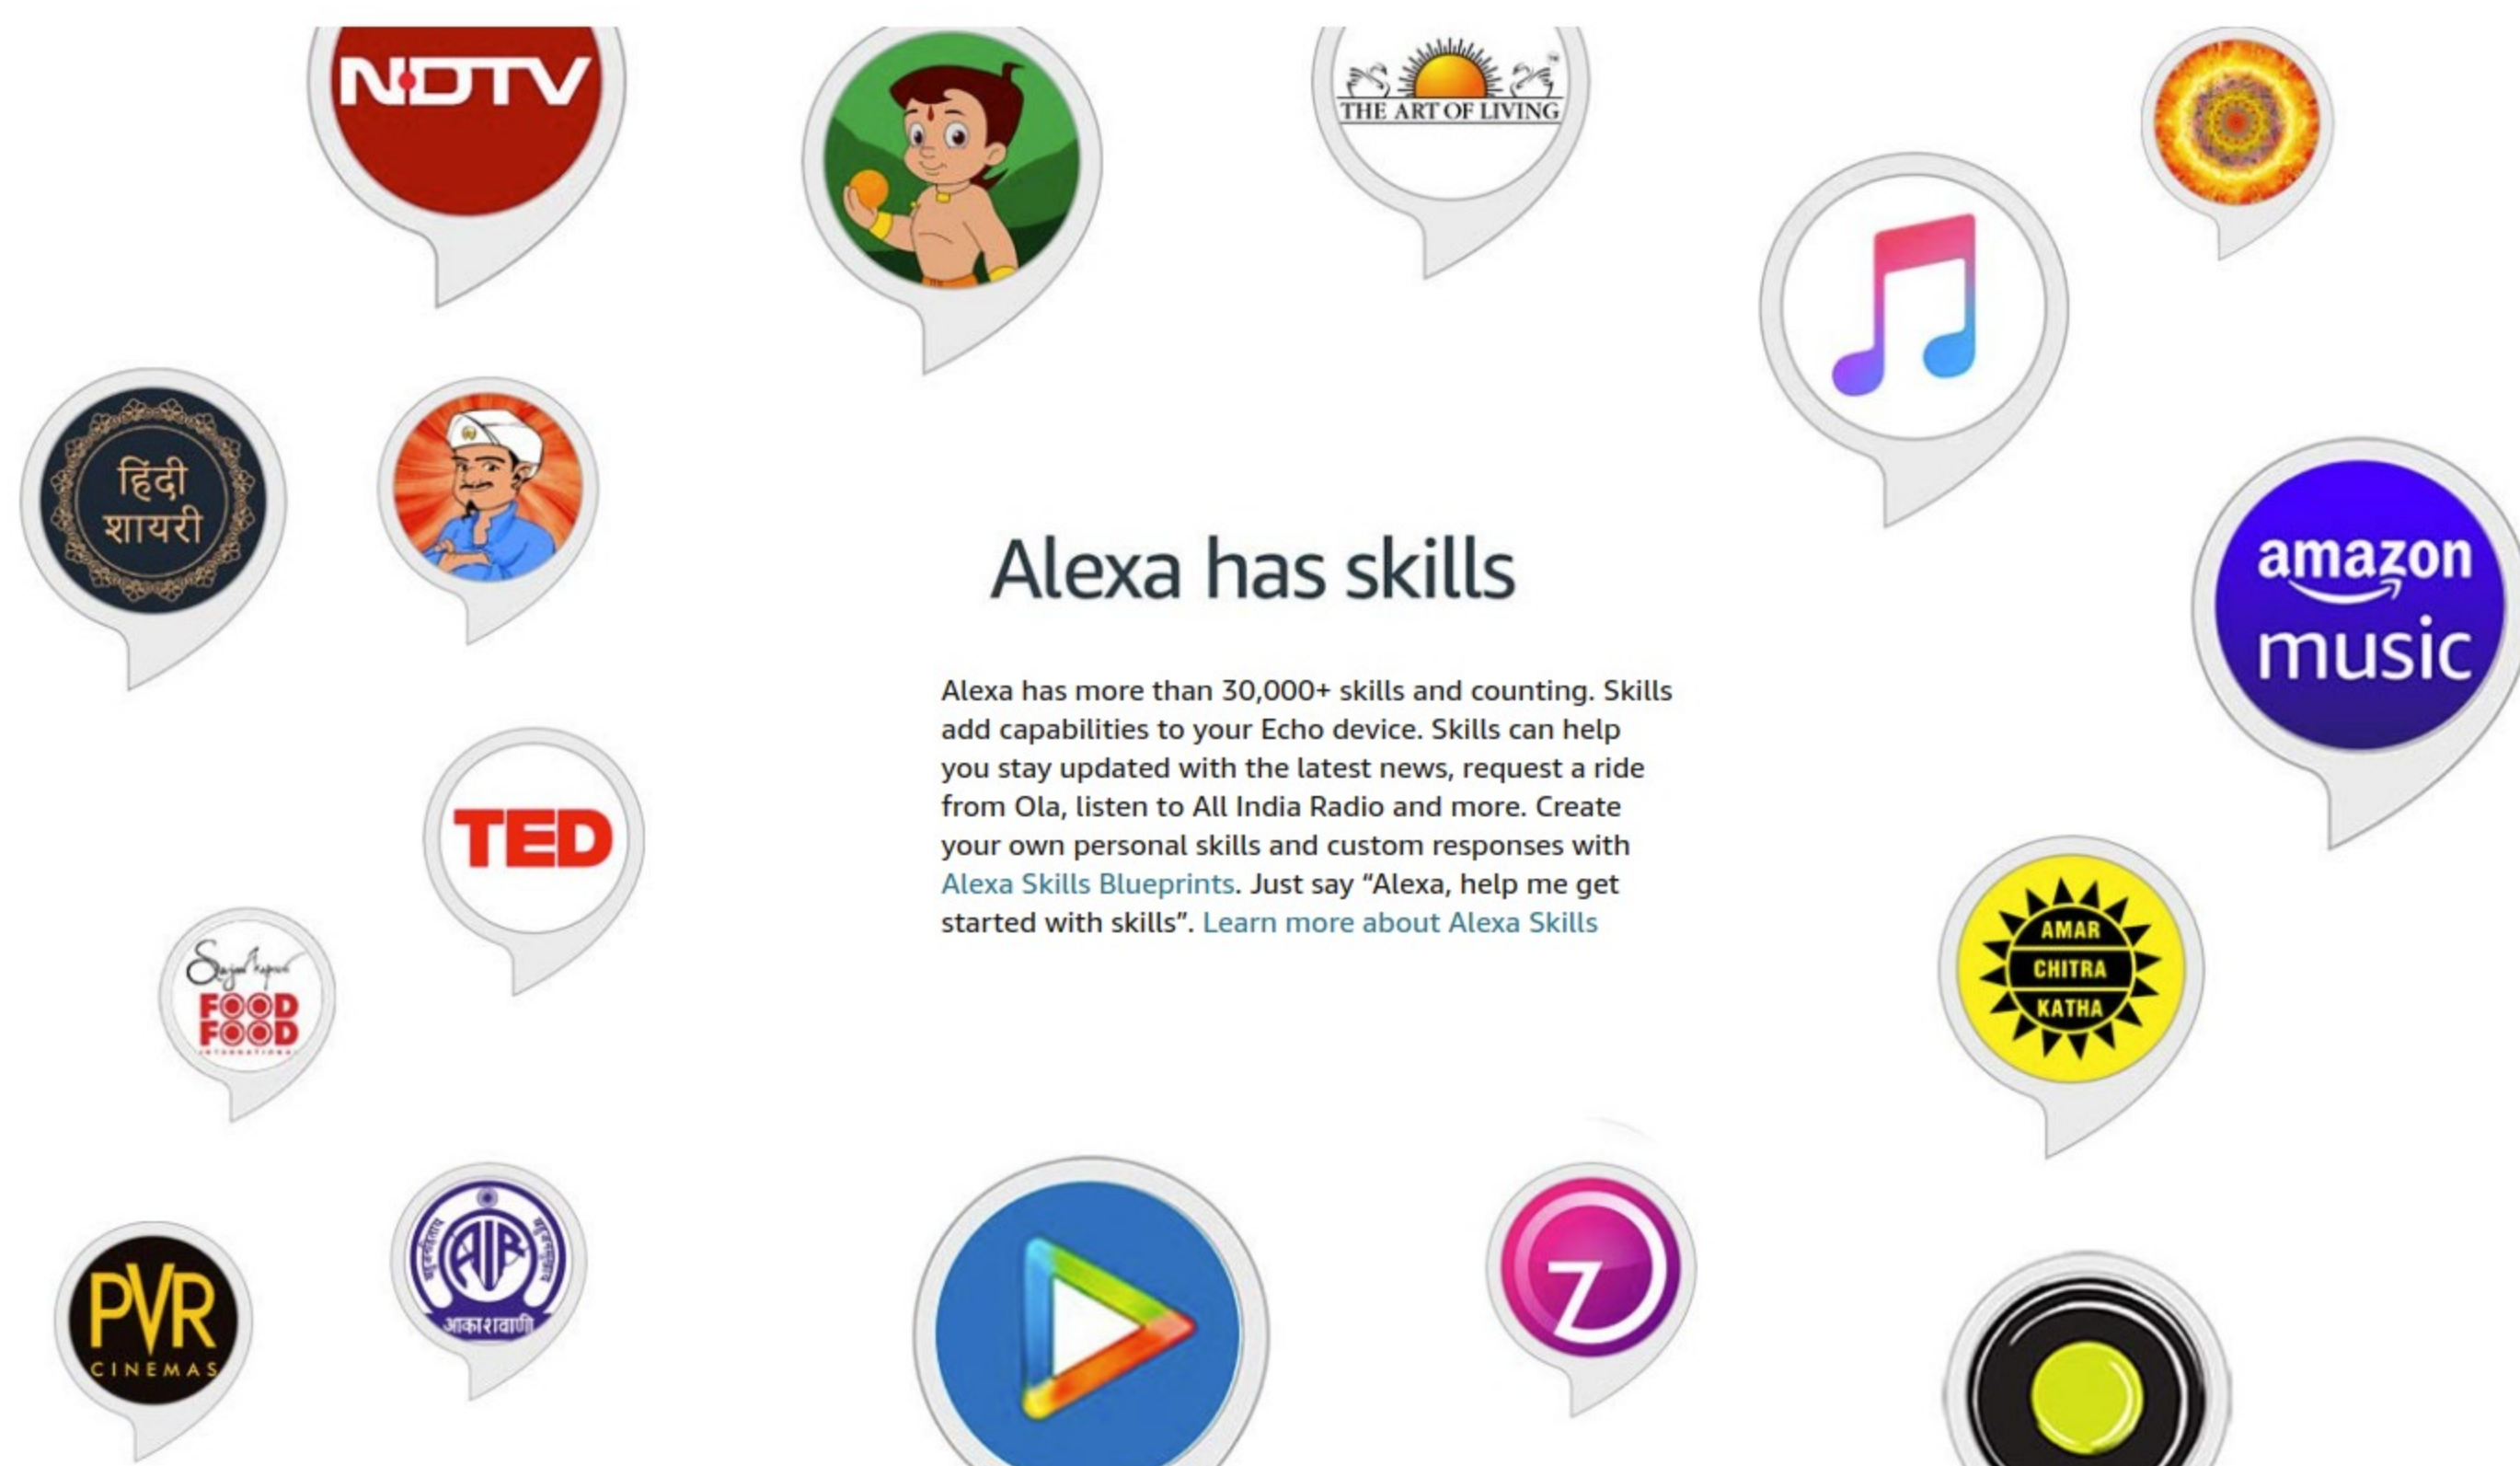 NDTV
THE ART OF LIVING
हिंदी
शायरी
Alexa has skills
amazon
music
Alexa has more than 30,000+ skills and counting. Skills
add capabilities to your Echo device. Skills can help
you stay updated with the latest news, request a ride
from Ola, listen to All India Radio and more. Create
your own personal skills and custom responses with
Alexa Skills Blueprints. Just say “Alexa, help me get
started with skills”. Learn more about Alexa Skills
TED
FOOD
FOOD
AMAR
CHITRA
KATHA
AIR
आकाशवाणी
PVR
CINEMAS
Z